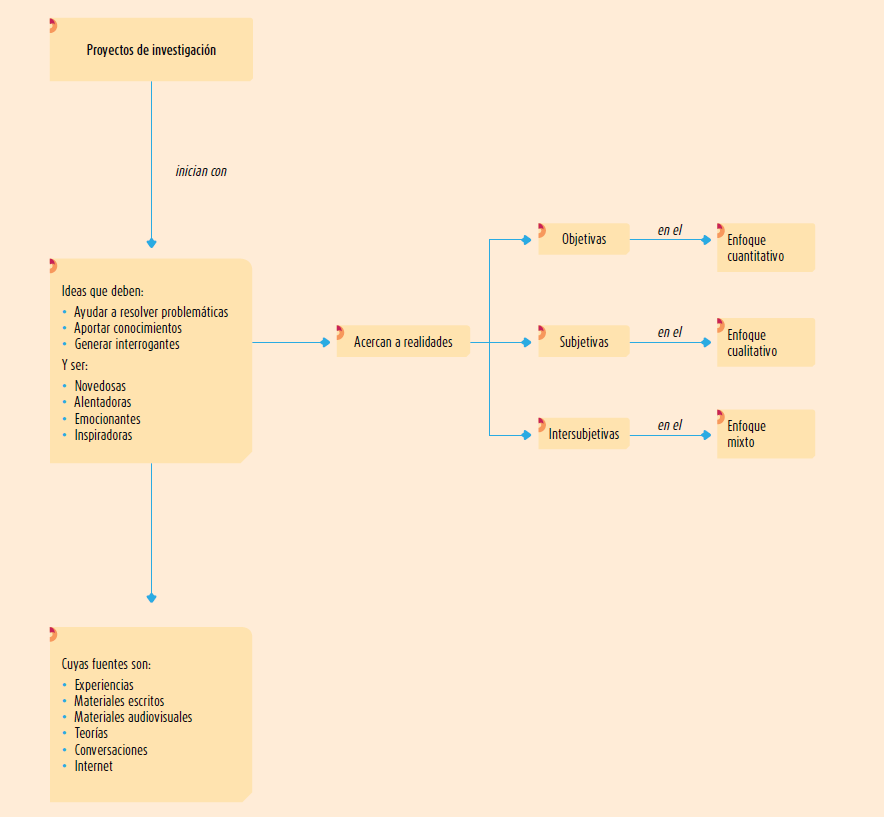 Proyectos de investigación
inician con
Ideas que deben:
• Ayudar a resolver problemáticas
• Aportar conocimientos
• Generar interrogantes
Y ser:
• Novedosas
• Alentadoras
• Emocionantes
• Inspiradoras
Acercan a realidades
Objetivas
en el
Enfoque
cuantitativo
Subjetivas
en el
Enfoque
cualitativo
Intersubjetivas
en el
Enfoque
mixto
Cuyas fuentes son:
• Experiencias
• Materiales escritos
• Materiales audiovisuales
• Teorías
• Conversaciones
• Internet